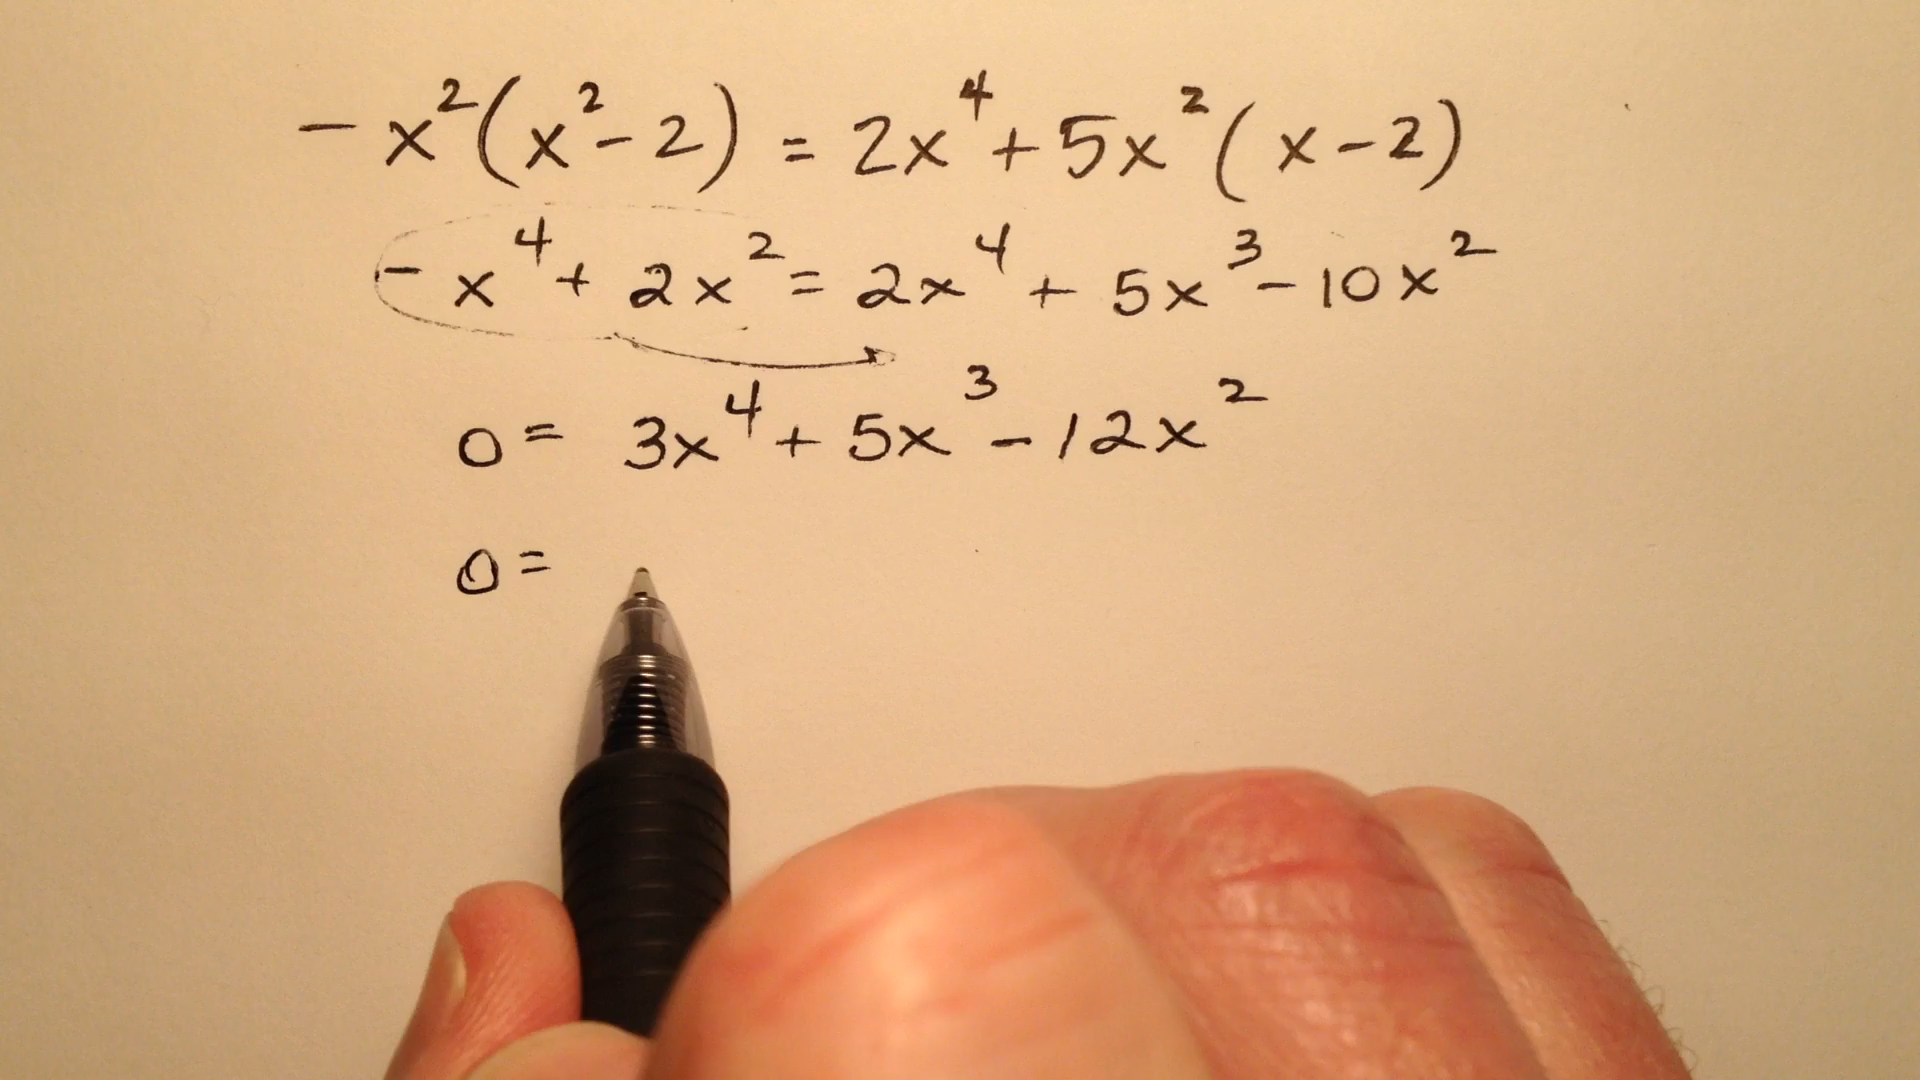 - x²(x² - 2) = 2x⁴ + 5x²(x - 2)
- x⁴ + 2x² = 2x⁴ + 5x³ - 10x²
0 = 3x⁴ + 5x³ - 12x²
0 =